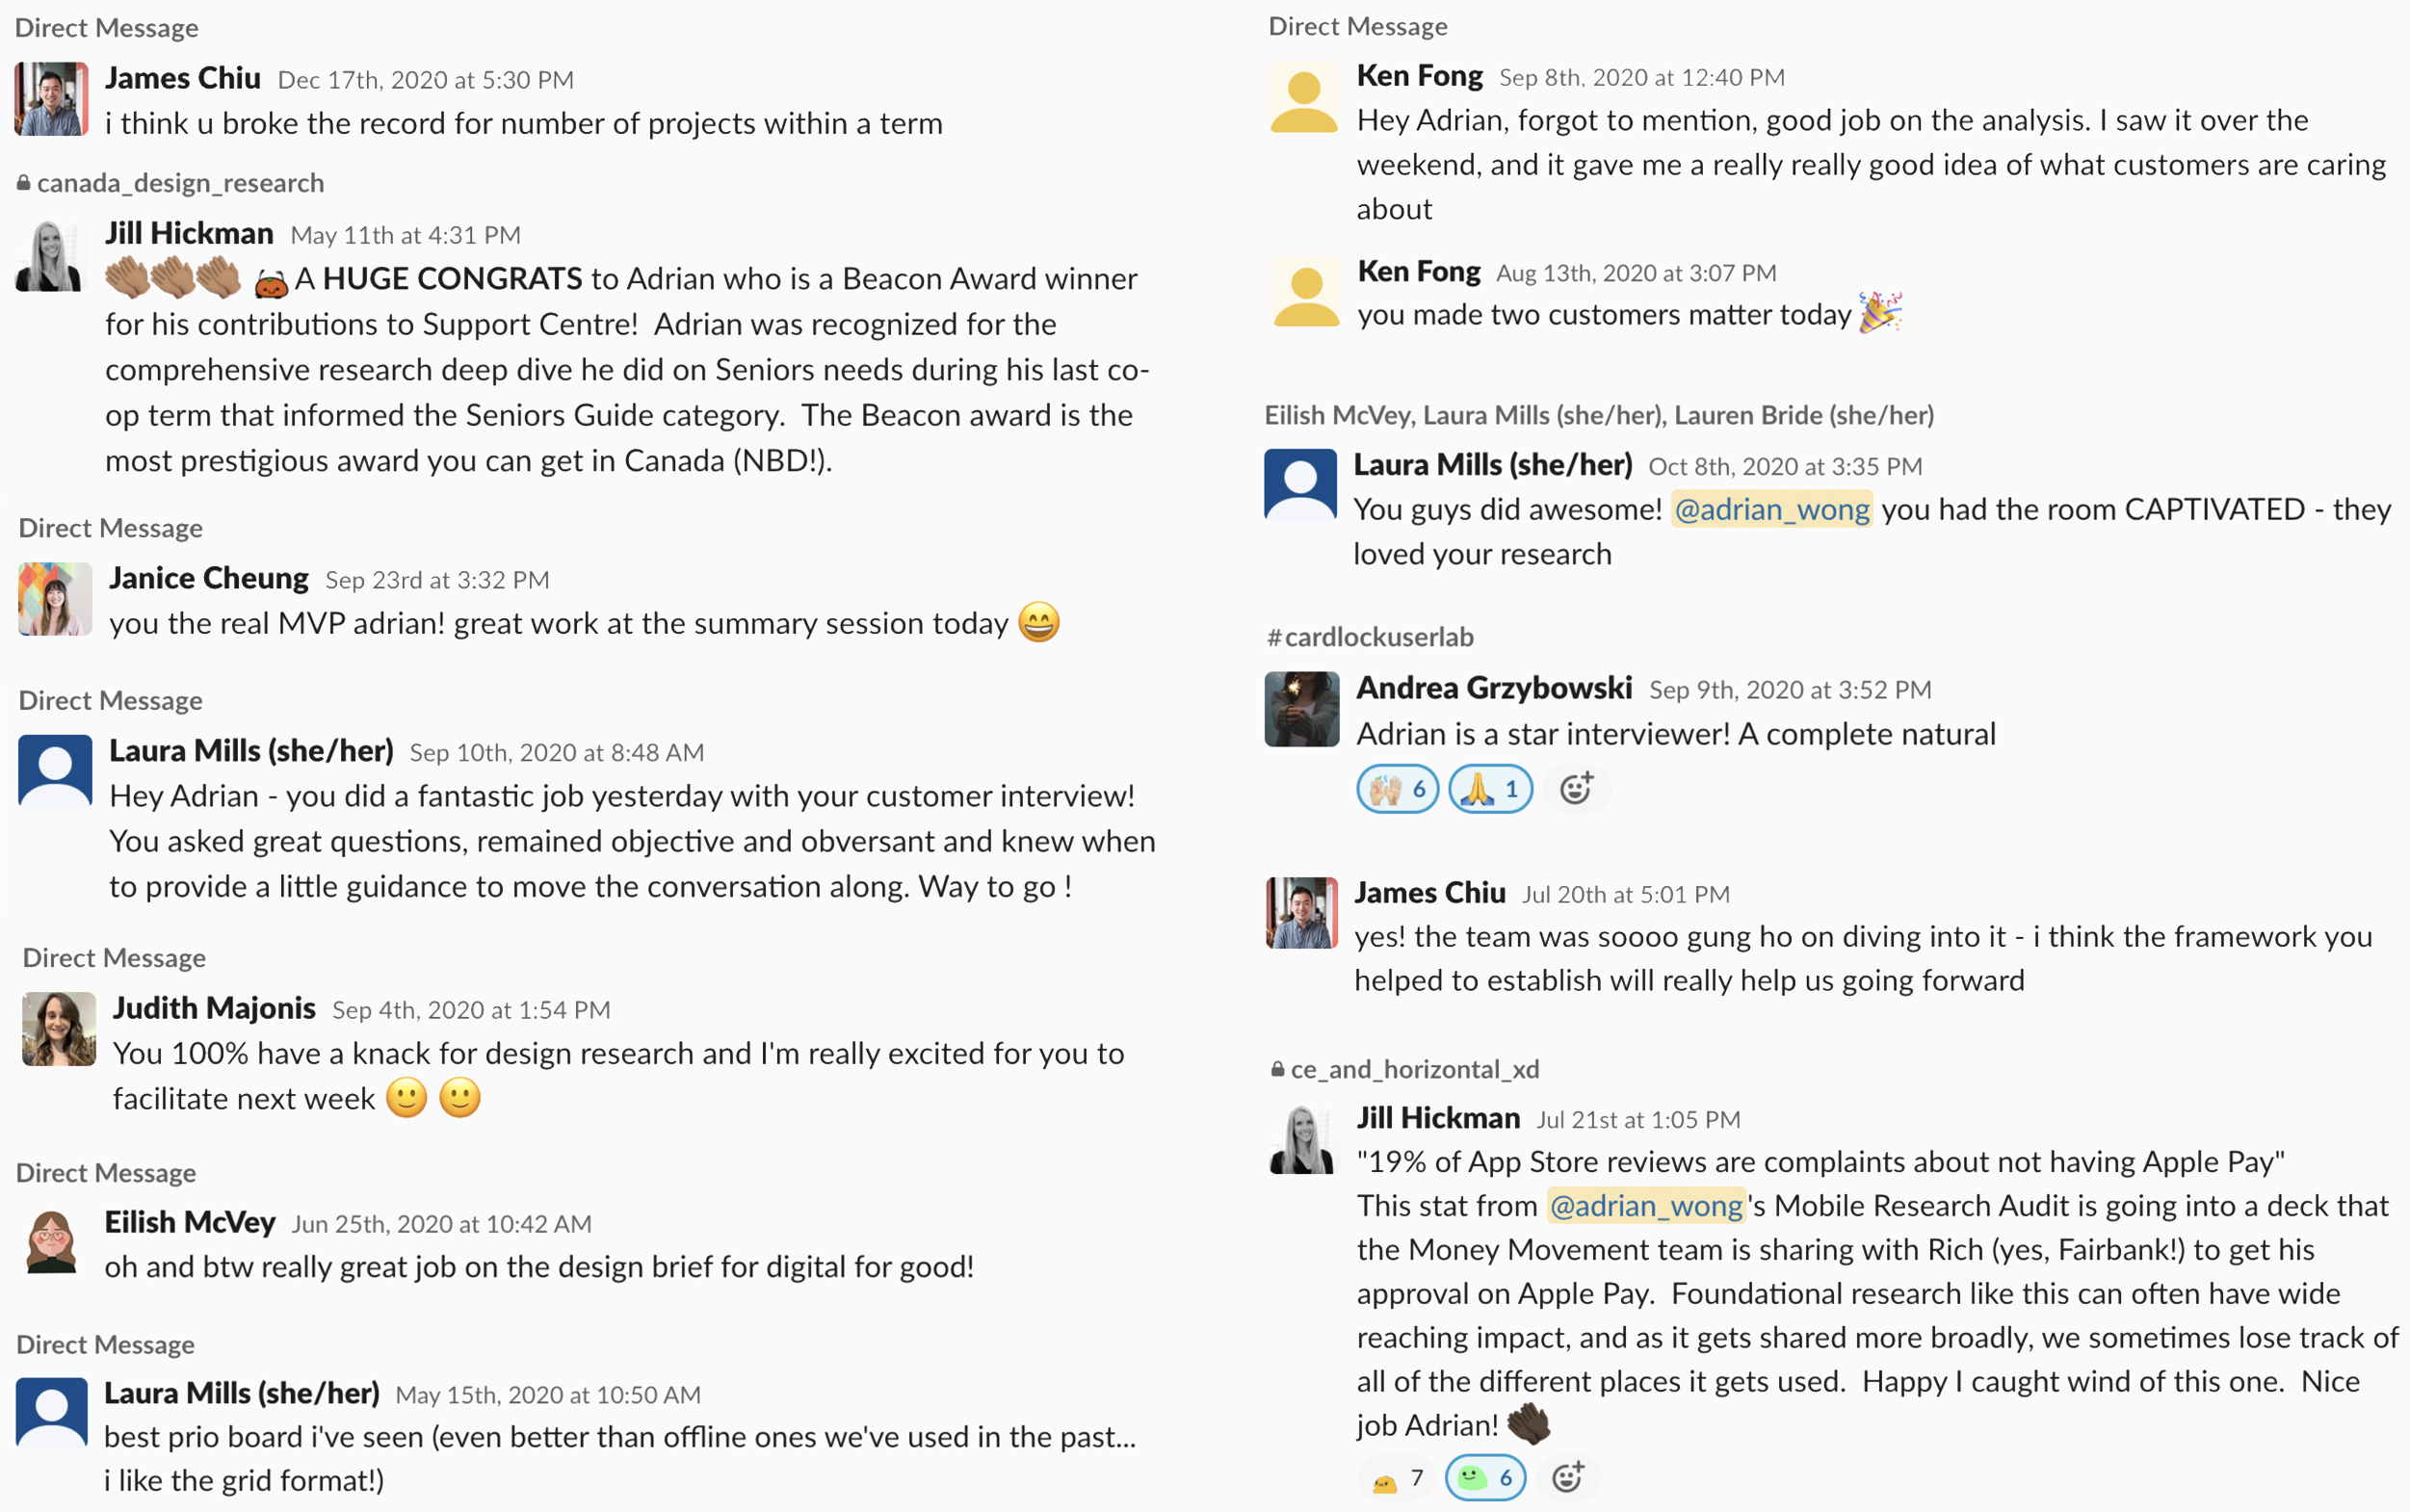 Direct Message
James Chiu Dec 17th, 2020 at 5:30 PM
i think u broke the record for number of projects within a term
canada_design_research
Jill Hickman May 11th at 4:31 PM
👏🏽👏🏽👏🏽 A HUGE CONGRATS to Adrian who is a Beacon Award winner
for his contributions to Support Centre! Adrian was recognized for the
comprehensive research deep dive he did on Seniors needs during his last co-
op term that informed the Seniors Guide category. The Beacon award is the
most prestigious award you can get in Canada (NBD!).
Direct Message
Janice Cheung Sep 23rd at 3:32 PM
you the real MVP adrian! great work at the summary session today 😄
Direct Message
Laura Mills (she/her) Sep 10th, 2020 at 8:48 AM
Hey Adrian - you did a fantastic job yesterday with your customer interview!
You asked great questions, remained objective and obversant and knew when
to provide a little guidance to move the conversation along. Way to go !
Direct Message
Judith Majonis Sep 4th, 2020 at 1:54 PM
You 100% have a knack for design research and I'm really excited for you to
facilitate next week 🙂 🙂
Direct Message
Eilish McVey Jun 25th, 2020 at 10:42 AM
oh and btw really great job on the design brief for digital for good!
Direct Message
Laura Mills (she/her) May 15th, 2020 at 10:50 AM
best prio board i've seen (even better than offline ones we've used in the past...
i like the grid format!)
Direct Message
Ken Fong Sep 8th, 2020 at 12:40 PM
Hey Adrian, forgot to mention, good job on the analysis. I saw it over the
weekend, and it gave me a really really good idea of what customers are caring
about
Ken Fong Aug 13th, 2020 at 3:07 PM
you made two customers matter today 🎉
Eilish McVey, Laura Mills (she/her), Lauren Bride (she/her)
Laura Mills (she/her) Oct 8th, 2020 at 3:35 PM
You guys did awesome! @adrian_wong you had the room CAPTIVATED - they
loved your research
#cardlockuserlab
Andrea Grzybowski Sep 9th, 2020 at 3:52 PM
Adrian is a star interviewer! A complete natural
🙌🏻 6 🙏 1
James Chiu Jul 20th at 5:01 PM
yes! the team was soooo gung ho on diving into it - i think the framework you
helped to establish will really help us going forward
ce_and_horizontal_xd
Jill Hickman Jul 21st at 1:05 PM
"19% of App Store reviews are complaints about not having Apple Pay"
This stat from @adrian_wong's Mobile Research Audit is going into a deck that
the Money Movement team is sharing with Rich (yes, Fairbank!) to get his
approval on Apple Pay. Foundational research like this can often have wide
reaching impact, and as it gets shared more broadly, we sometimes lose track of
all of the different places it gets used. Happy I caught wind of this one. Nice
job Adrian! 👏🏿
7 6